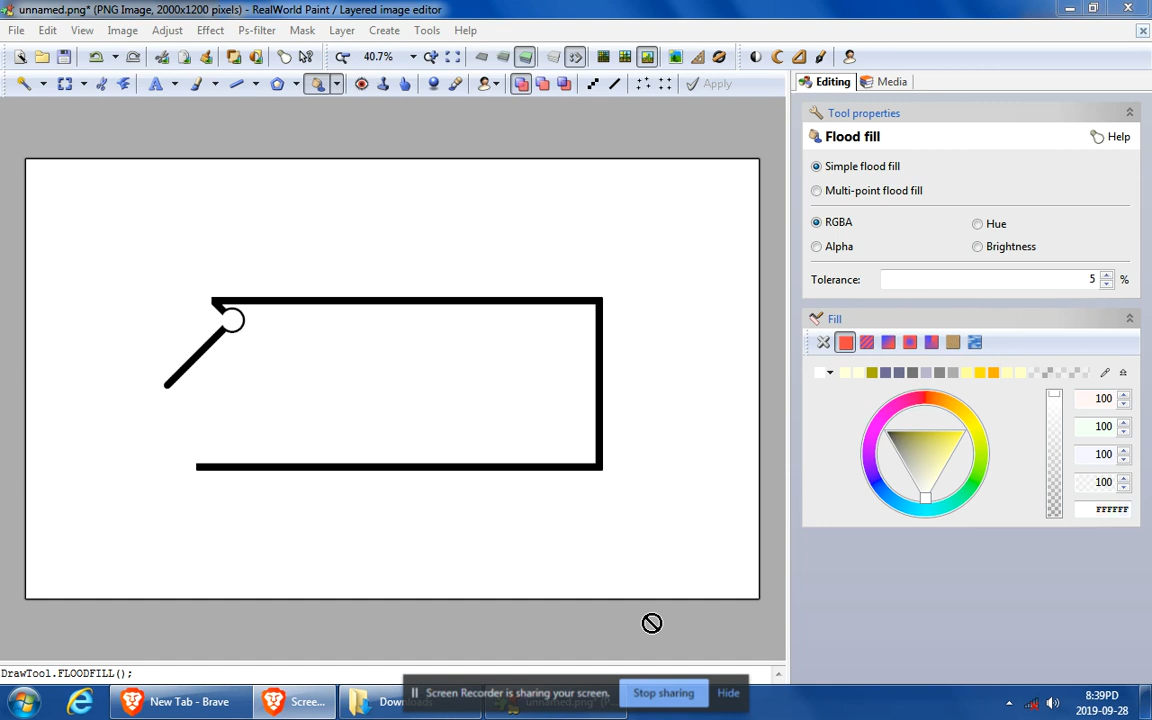 unnamed.png* (PNG Image, 2000x1200 pixels) - RealWorld Paint / Layered image editor
File Edit View Image Adjust Effect Ps-filter Mask Layer Create Tools Help
40.7%
Apply
Editing Media
Tool properties
Flood fill Help
Simple flood fill
Multi-point flood fill
RGBA Hue
Alpha Brightness
Tolerance: 5 %
Fill
100
100
100
100
FFFFFF
DrawTool.FLOODFILL();
Screen Recorder is sharing your screen. Stop sharing Hide
New Tab - Brave Scree... Downloads unnamed.png* (P...
8:39PD
2019-09-28